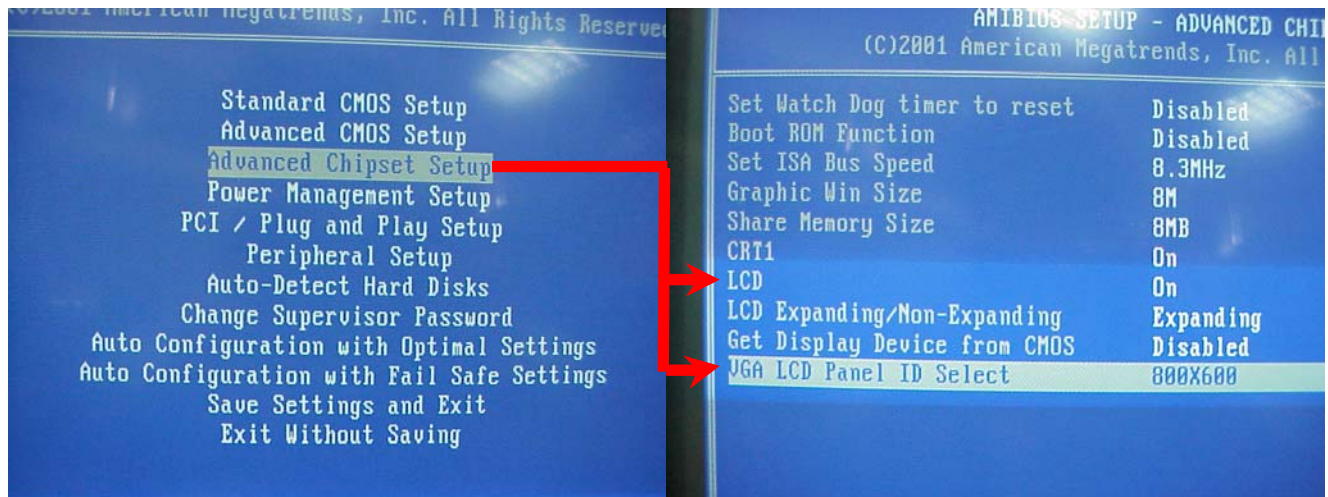 American Megatrends, Inc. All Rights Reserved
Standard CMOS Setup
Advanced CMOS Setup
Advanced Chipset Setup
Power Management Setup
PCI / Plug and Play Setup
Peripheral Setup
Auto-Detect Hard Disks
Change Supervisor Password
Auto Configuration with Optimal Settings
Auto Configuration with Fail Safe Settings
Save Settings and Exit
Exit Without Saving
AMIBIOS SETUP - ADVANCED CHI
(C)2001 American Megatrends, Inc. All
Set Watch Dog timer to reset Disabled
Boot ROM Function Disabled
Set ISA Bus Speed 8.3MHz
Graphic Win Size 8M
Share Memory Size 8MB
CRT1 On
LCD On
LCD Expanding/Non-Expanding Expanding
Get Display Device from CMOS Disabled
VGA LCD Panel ID Select 800X600